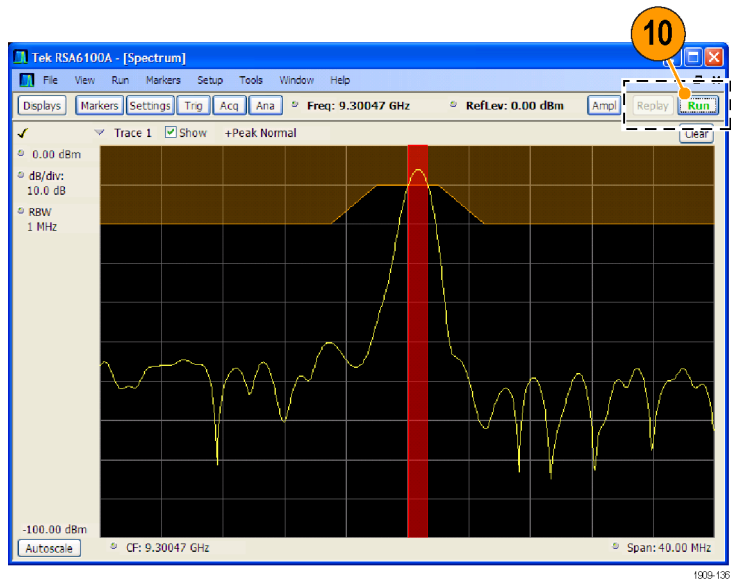 10
Tek RSA6100A - [Spectrum]
File View Run Markers Setup Tools Window Help
Displays Markers Settings Trig Acq Ana Freq: 9.30047 GHz RefLev: 0.00 dBm Ampl Replay Run
Trace 1 Show +Peak Normal Clear
0.00 dBm
dB/div:
10.0 dB
RBW
1 MHz
-100.00 dBm
Autoscale CF: 9.30047 GHz Span: 40.00 MHz
1909-136